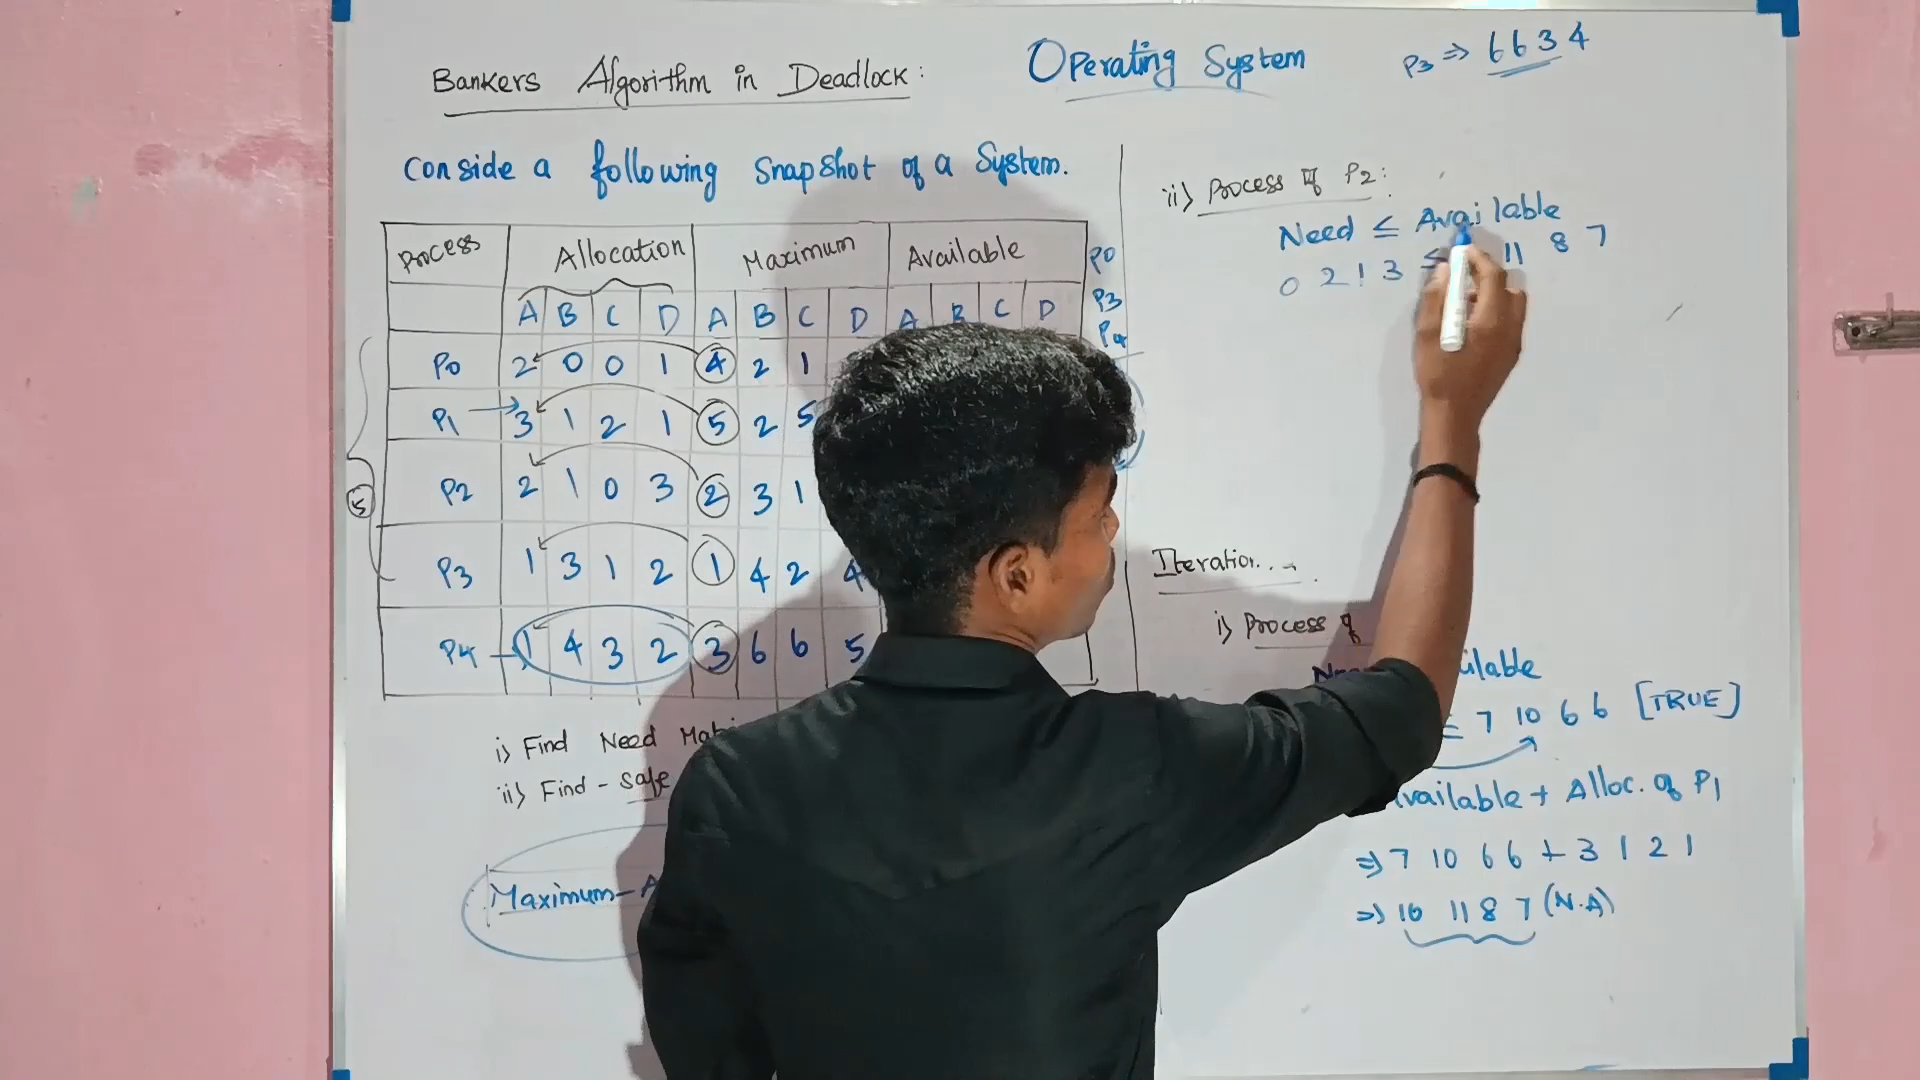 Bankers Algorithm in Deadlock:
Operating System
P3 => 6 6 3 4
Conside a following Snapshot of a System.
Process Allocation Maximum Available
A B C D A B C D A B C D
P0 2 0 0 1 4 2 1
P1 3 1 2 1 5 2 5
P2 2 1 0 3 2 3 1
P3 1 3 1 2 1 4 2 4
P4 1 4 3 2 3 6 6 5
5
P0
P3
P4
i) Find Need
ii) Find - safe
Maximum -
ii) Process of P2:
Need ≤ Available
0 2 1 3 ≤ 11 8 7
Iteration...
i) Process of
7 10 6 6 [TRUE]
Available + Alloc. of P1
=> 7 10 6 6 + 3 1 2 1
=> 10 11 8 7 (N.A)